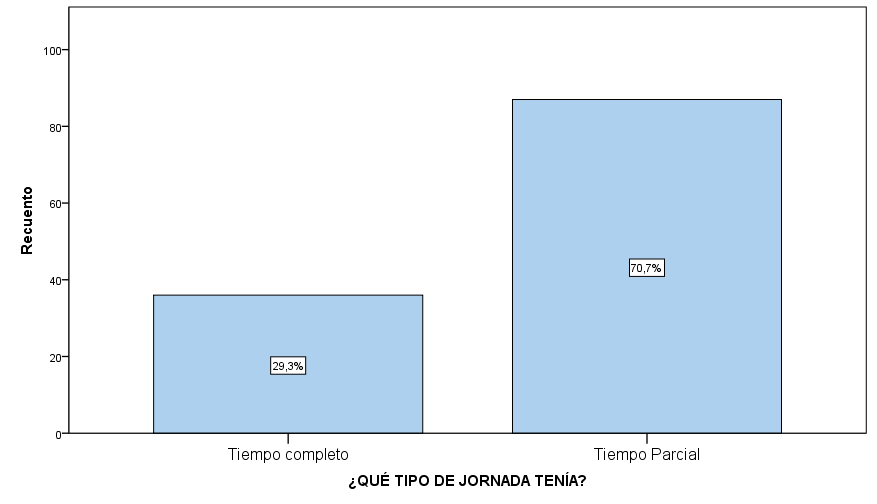 100
80
60
40
20
0
Recuento
29,3%
70,7%
Tiempo completo
Tiempo Parcial
¿QUÉ TIPO DE JORNADA TENÍA?